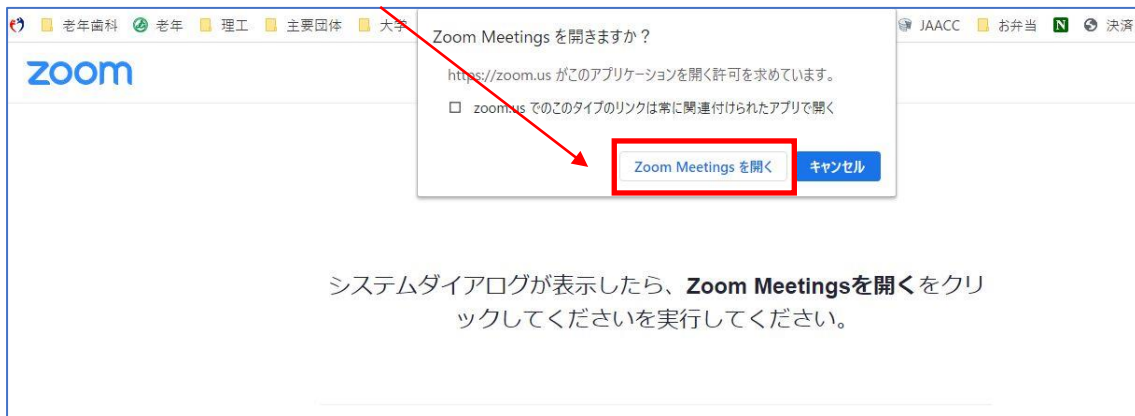 老年歯科 老年 理工 主要団体 大学 JAACC お弁当 N 決済
zoom
Zoom Meetings を開きますか？
https://zoom.us がこのアプリケーションを開く許可を求めています。
zoom.us でのこのタイプのリンクは常に関連付けられたアプリで開く
Zoom Meetings を開く キャンセル
システムダイアログが表示したら、Zoom Meetingsを開くをクリ
ックしてくださいを実行してください。